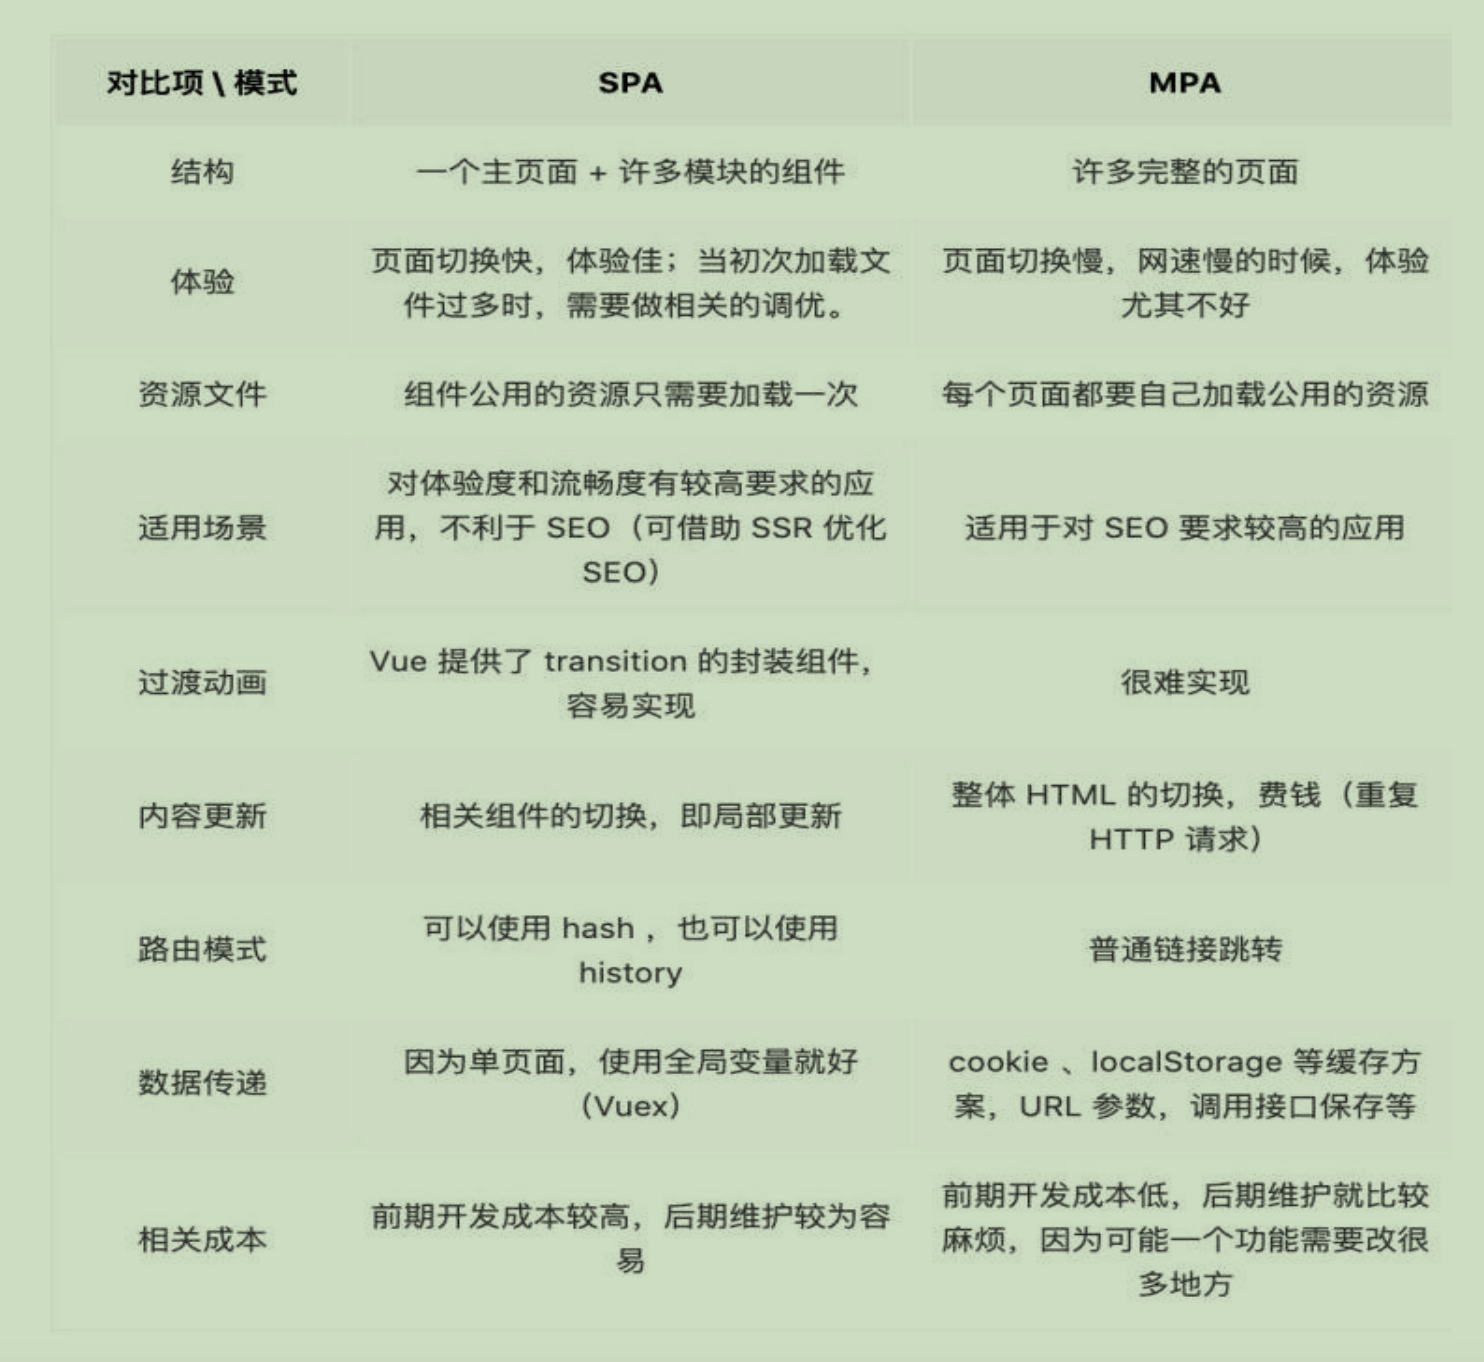 对比项 \ 模式
SPA
MPA
结构
一个主页面 + 许多模块的组件
许多完整的页面
体验
页面切换快，体验佳；当初次加载文
件过多时，需要做相关的调优。
页面切换慢，网速慢的时候，体验
尤其不好
资源文件
组件公用的资源只需要加载一次
每个页面都要自己加载公用的资源
适用场景
对体验度和流畅度有较高要求的应
用，不利于 SEO（可借助 SSR 优化
SEO）
适用于对 SEO 要求较高的应用
过渡动画
Vue 提供了 transition 的封装组件，
容易实现
很难实现
内容更新
相关组件的切换，即局部更新
整体 HTML 的切换，费钱（重复
HTTP 请求）
路由模式
可以使用 hash ，也可以使用
history
普通链接跳转
数据传递
因为单页面，使用全局变量就好
（Vuex）
cookie 、localStorage 等缓存方
案，URL 参数，调用接口保存等
相关成本
前期开发成本较高，后期维护较为容
易
前期开发成本低，后期维护就比较
麻烦，因为可能一个功能需要改很
多地方